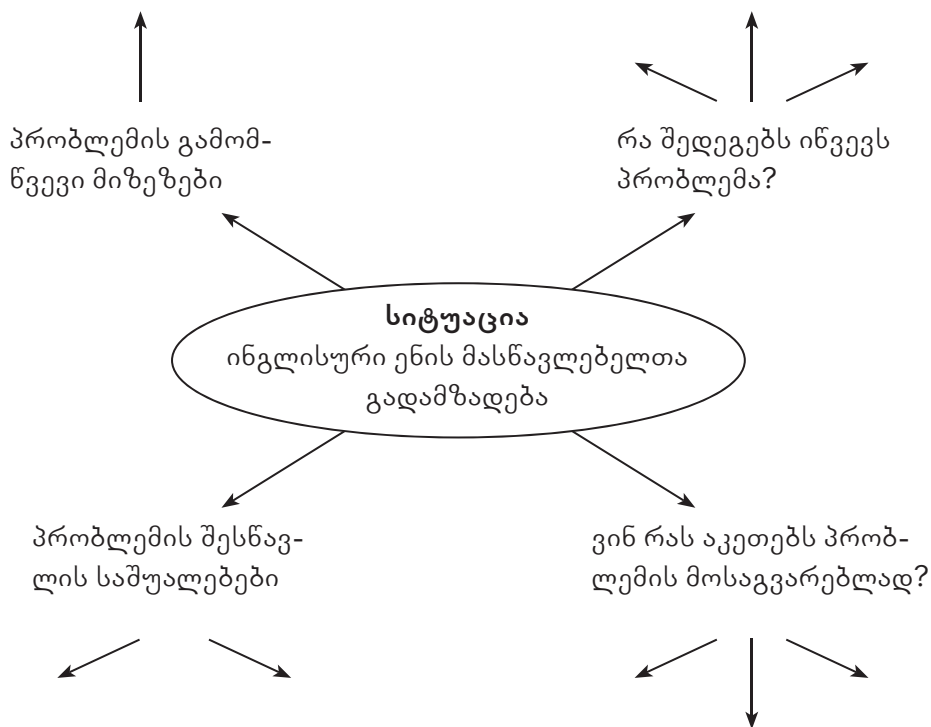 პრობლემის გამომ-
წვევი მიზეზები
რა შედეგებს იწვევს
პრობლემა?
სიტუაცია
ინგლისური ენის მასწავლებელთა
გადამზადება
პრობლემის შესწავ-
ლის საშუალებები
ვინ რას აკეთებს პრობ-
ლემის მოსაგვარებლად?